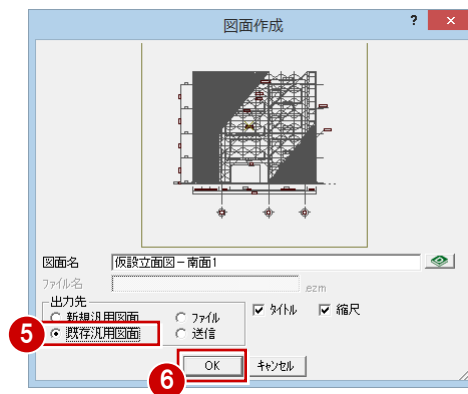 図面作成
?
×
図面名
仮設立面図－南面1
ファイル名
.ezm
出力先
新規汎用図面
ファイル
タイトル
縮尺
既存汎用図面
送信
5
OK
キャンセル
6